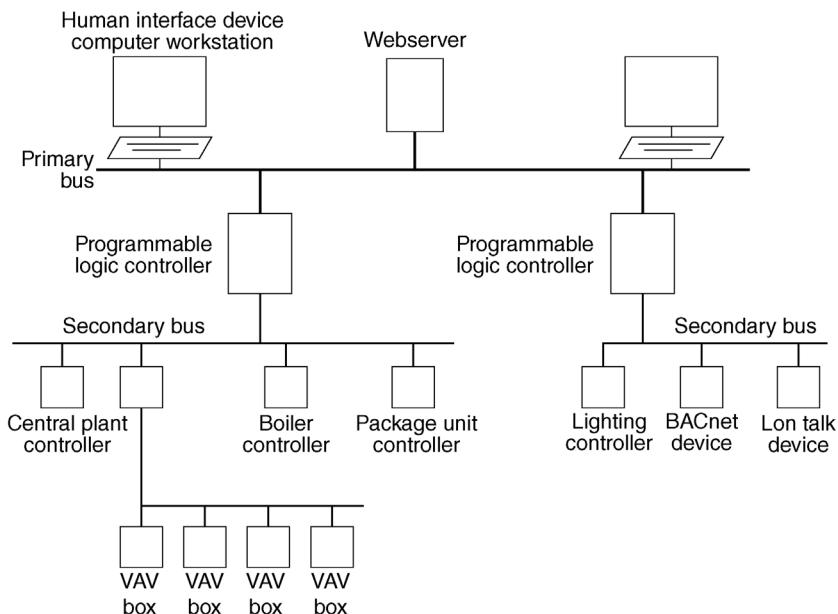 Human interface device
computer workstation
Webserver
Primary
bus
Programmable
logic controller
Programmable
logic controller
Secondary bus
Secondary bus
Central plant
controller
Boiler
controller
Package unit
controller
Lighting
controller
BACnet
device
Lon talk
device
VAV
box
VAV
box
VAV
box
VAV
box